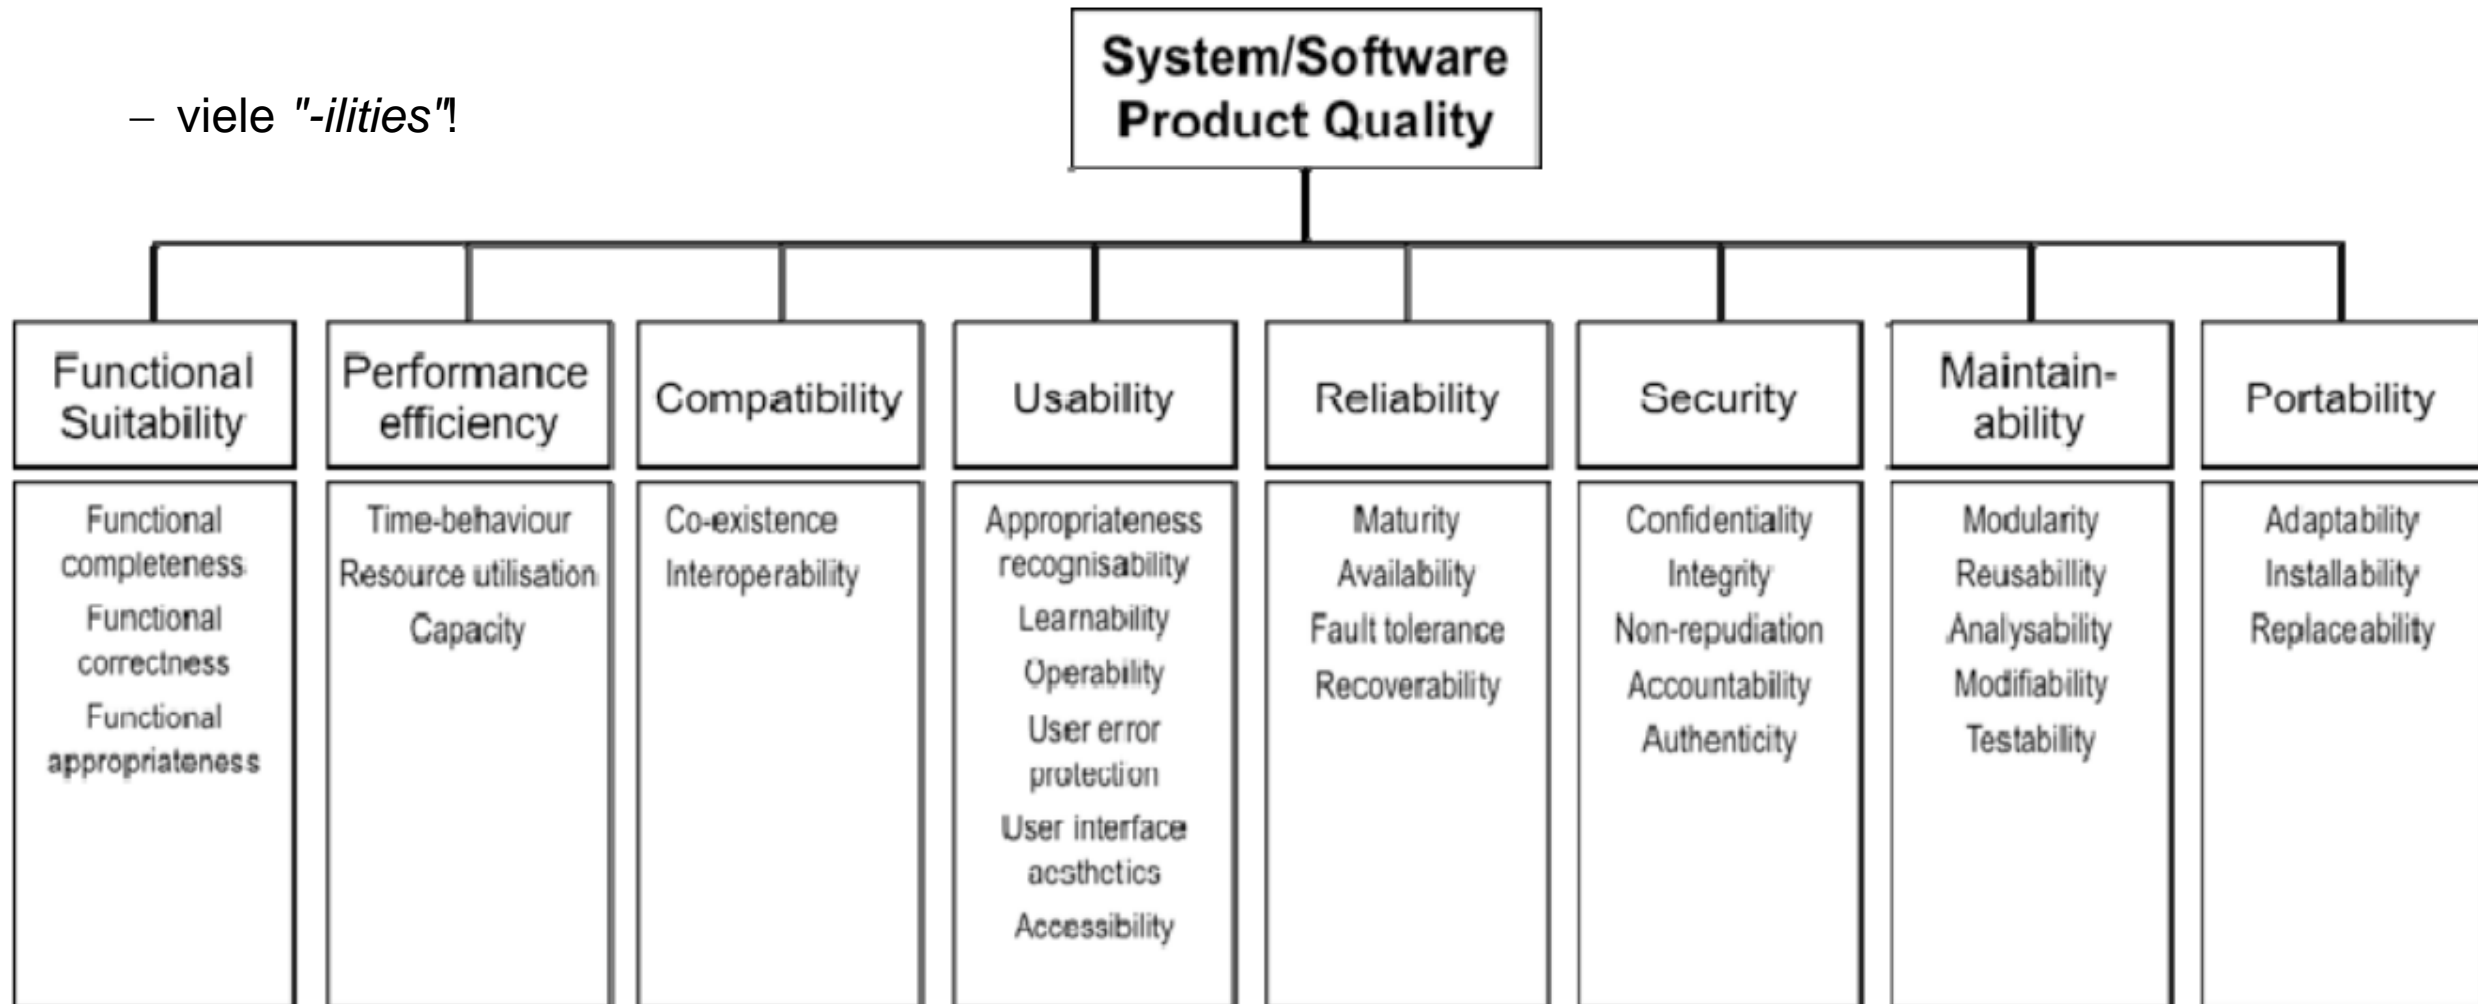 – viele "-ilities"!
System/Software
Product Quality
Functional
Suitability
Performance
efficiency
Compatibility
Usability
Reliability
Security
Maintain-
ability
Portability
Functional
completeness
Functional
correctness
Functional
appropriateness
Time-behaviour
Resource utilisation
Capacity
Co-existence
Interoperability
Appropriateness
recognisability
Learnability
Operability
User error
protection
User interface
aesthetics
Accessibility
Maturity
Availability
Fault tolerance
Recoverability
Confidentiality
Integrity
Non-repudiation
Accountability
Authenticity
Modularity
Reusabillity
Analysability
Modifiability
Testability
Adaptability
Installability
Replaceability